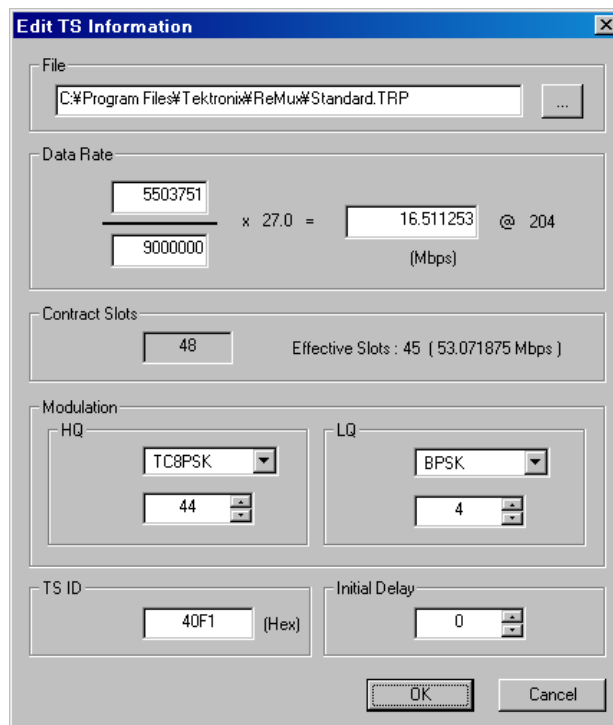 Edit TS Information
File
C:¥Program Files¥Tektronix¥ReMux¥Standard.TRP
...
Data Rate
5503751
9000000
x 27.0 =
16.511253
@ 204
(Mbps)
Contract Slots
48
Effective Slots : 45 ( 53.071875 Mbps )
Modulation
HQ
TC8PSK
44
LQ
BPSK
4
TS ID
40F1
(Hex)
Initial Delay
0
OK
Cancel